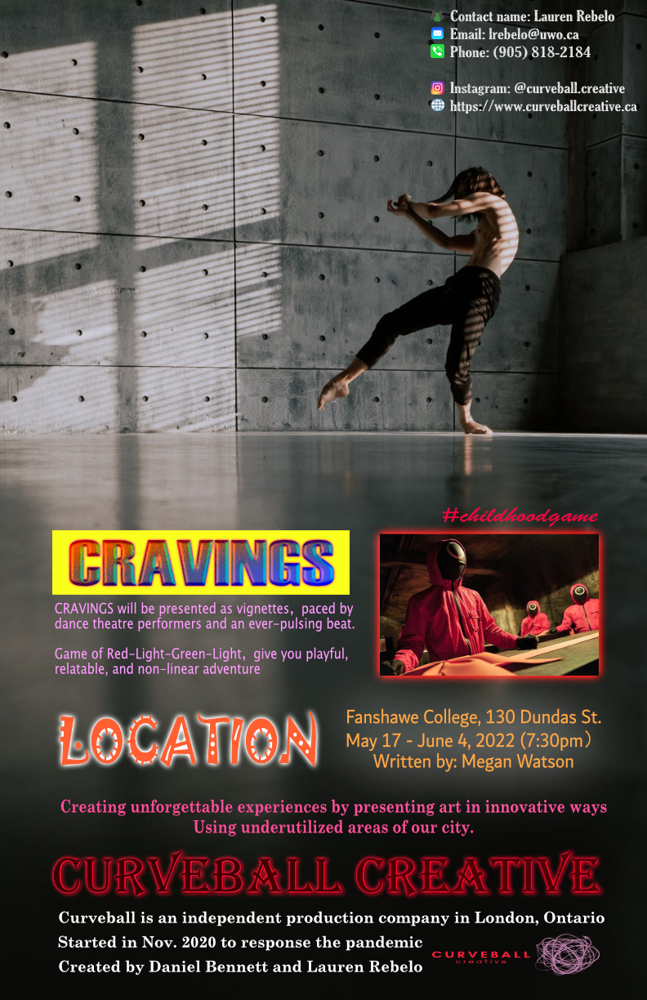 Contact name: Lauren Rebelo
Email: lrebelo@uwo.ca
Phone: (905) 818-2184
Instagram: @curveball.creative
https://www.curveballcreative.ca
#childhoodgame
CRAVINGS
CRAVINGS will be presented as vignettes, paced by
dance theatre performers and an ever-pulsing beat.
Game of Red-Light-Green-Light, give you playful,
relatable, and non-linear adventure
LOCATION
Fanshawe College, 130 Dundas St.
May 17 - June 4, 2022 (7:30pm）
Written by: Megan Watson
Creating unforgettable experiences by presenting art in innovative ways
Using underutilized areas of our city.
CURVEBALL CREATIVE
Curveball is an independent production company in London, Ontario
Started in Nov. 2020 to response the pandemic
Created by Daniel Bennett and Lauren Rebelo
CURVEBALL
creative